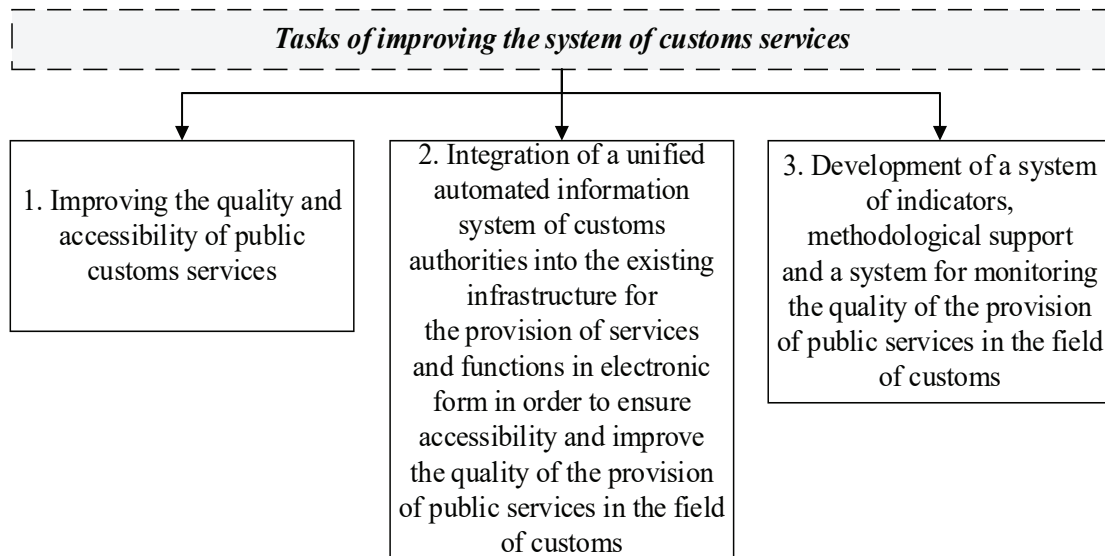 Tasks of improving the system of customs services
1. Improving the quality and
accessibility of public
customs services
2. Integration of a unified
automated information
system of customs
authorities into the existing
infrastructure for
the provision of services
and functions in electronic
form in order to ensure
accessibility and improve
the quality of the provision
of public services in the field
of customs
3. Development of a system
of indicators,
methodological support
and a system for monitoring
the quality of the provision
of public services in the field
of customs